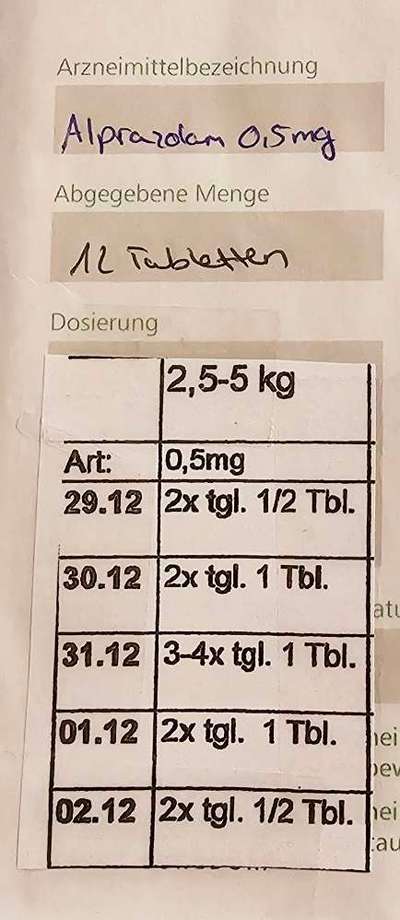 Arzneimittelbezeichnung
Alprazolam 0,5mg
Abgegebene Menge
12 Tabletten
Dosierung
2,5-5 kg
Art: 0,5mg
29.12 2x tgl. 1/2 Tbl.
30.12 2x tgl. 1 Tbl.
31.12 3-4x tgl. 1 Tbl.
01.12 2x tgl. 1 Tbl.
02.12 2x tgl. 1/2 Tbl.